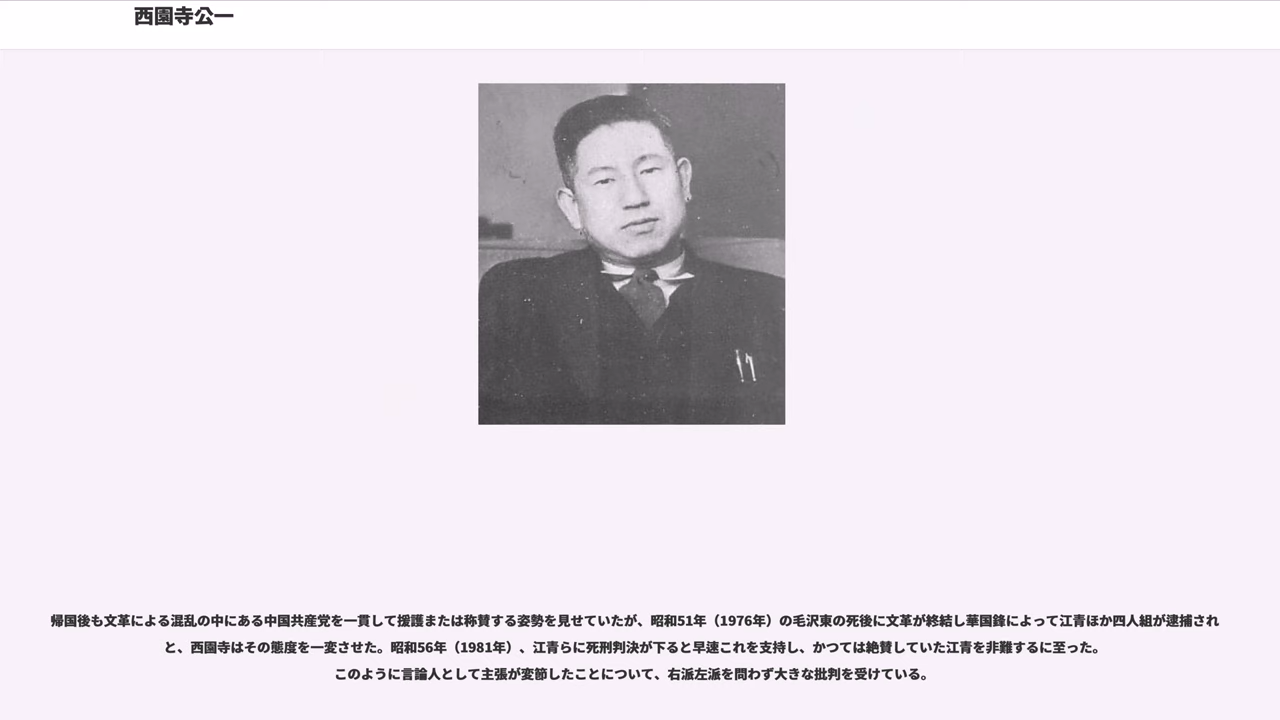 西園寺公一
帰国後も文革による混乱の中にある中国共産党を一貫して援護または称賛する姿勢を見せていたが、昭和51年（1976年）の毛沢東の死後に文革が終結し華国鋒によって江青ほか四人組が逮捕され
と、西園寺はその態度を一変させた。昭和56年（1981年）、江青らに死刑判決が下ると早速これを支持し、かつては絶賛していた江青を非難するに至った。
このように言論人として主張が変節したことについて、右派左派を問わず大きな批判を受けている。